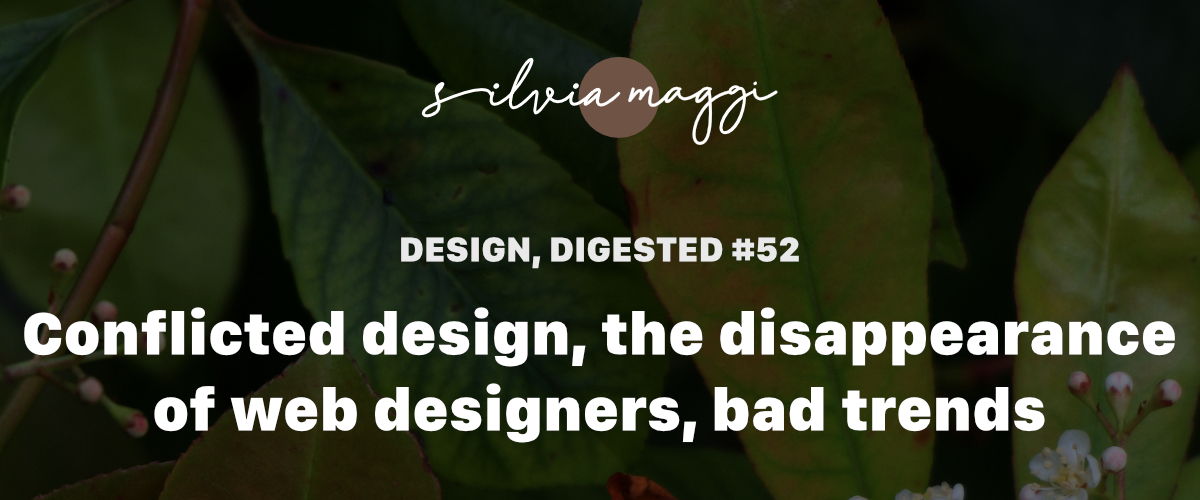 silvia maggi
DESIGN, DIGESTED #52
Conflicted design, the disappearance
of web designers, bad trends